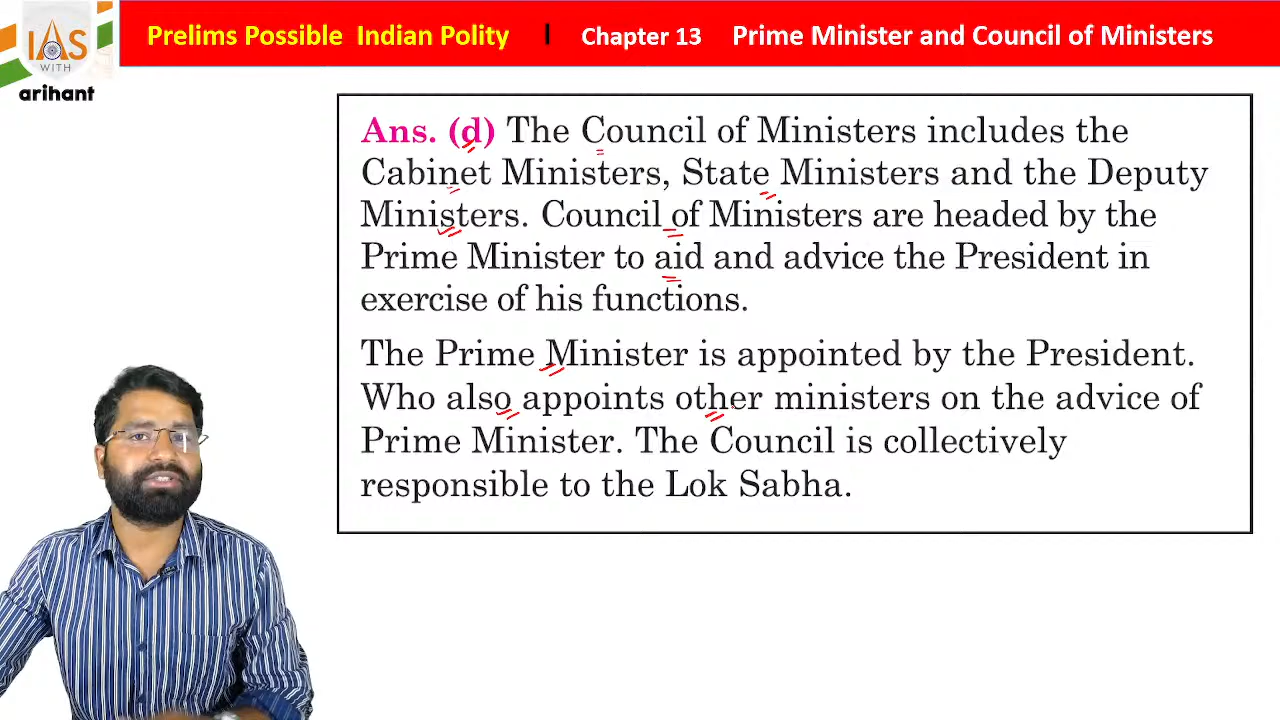 Prelims Possible Indian Polity | Chapter 13 Prime Minister and Council of Ministers
IAS
WITH
arihant
Ans. (d) The Council of Ministers includes the
Cabinet Ministers, State Ministers and the Deputy
Ministers. Council of Ministers are headed by the
Prime Minister to aid and advice the President in
exercise of his functions.
The Prime Minister is appointed by the President.
Who also appoints other ministers on the advice of
Prime Minister. The Council is collectively
responsible to the Lok Sabha.